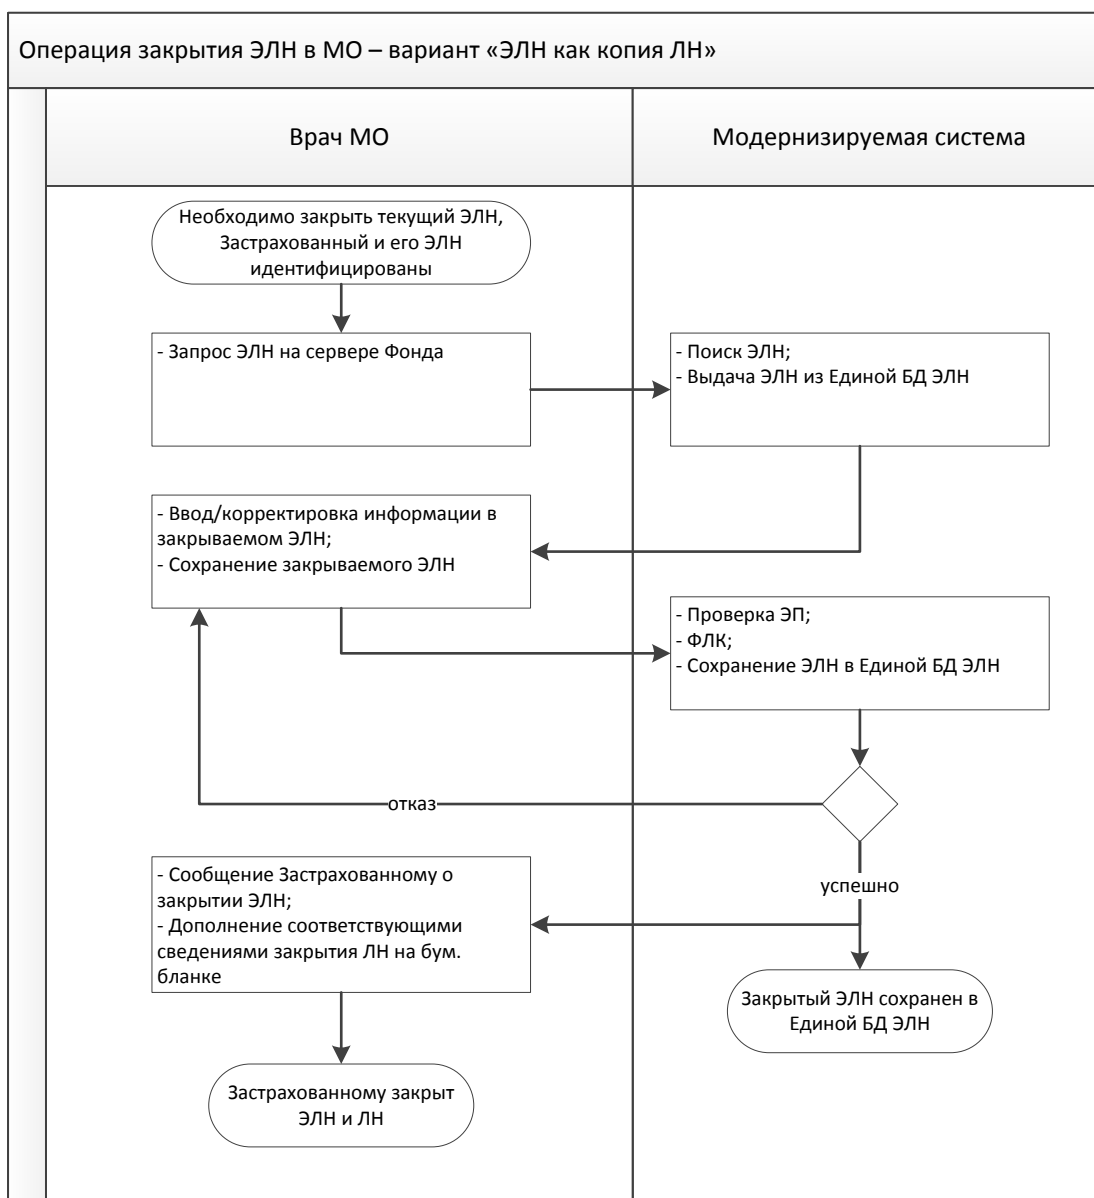 Операция закрытия ЭЛН в МО – вариант «ЭЛН как копия ЛН»
Врач МО
Модернизируемая система
Необходимо закрыть текущий ЭЛН,
Застрахованный и его ЭЛН
идентифицированы
- Запрос ЭЛН на сервере Фонда
- Поиск ЭЛН;
- Выдача ЭЛН из Единой БД ЭЛН
- Ввод/корректировка информации в
закрываемом ЭЛН;
- Сохранение закрываемого ЭЛН
- Проверка ЭП;
- ФЛК;
- Сохранение ЭЛН в Единой БД ЭЛН
отказ
успешно
- Сообщение Застрахованному о
закрытии ЭЛН;
- Дополнение соответствующими
сведениями закрытия ЛН на бум.
бланке
Закрытый ЭЛН сохранен в
Единой БД ЭЛН
Застрахованному закрыт
ЭЛН и ЛН